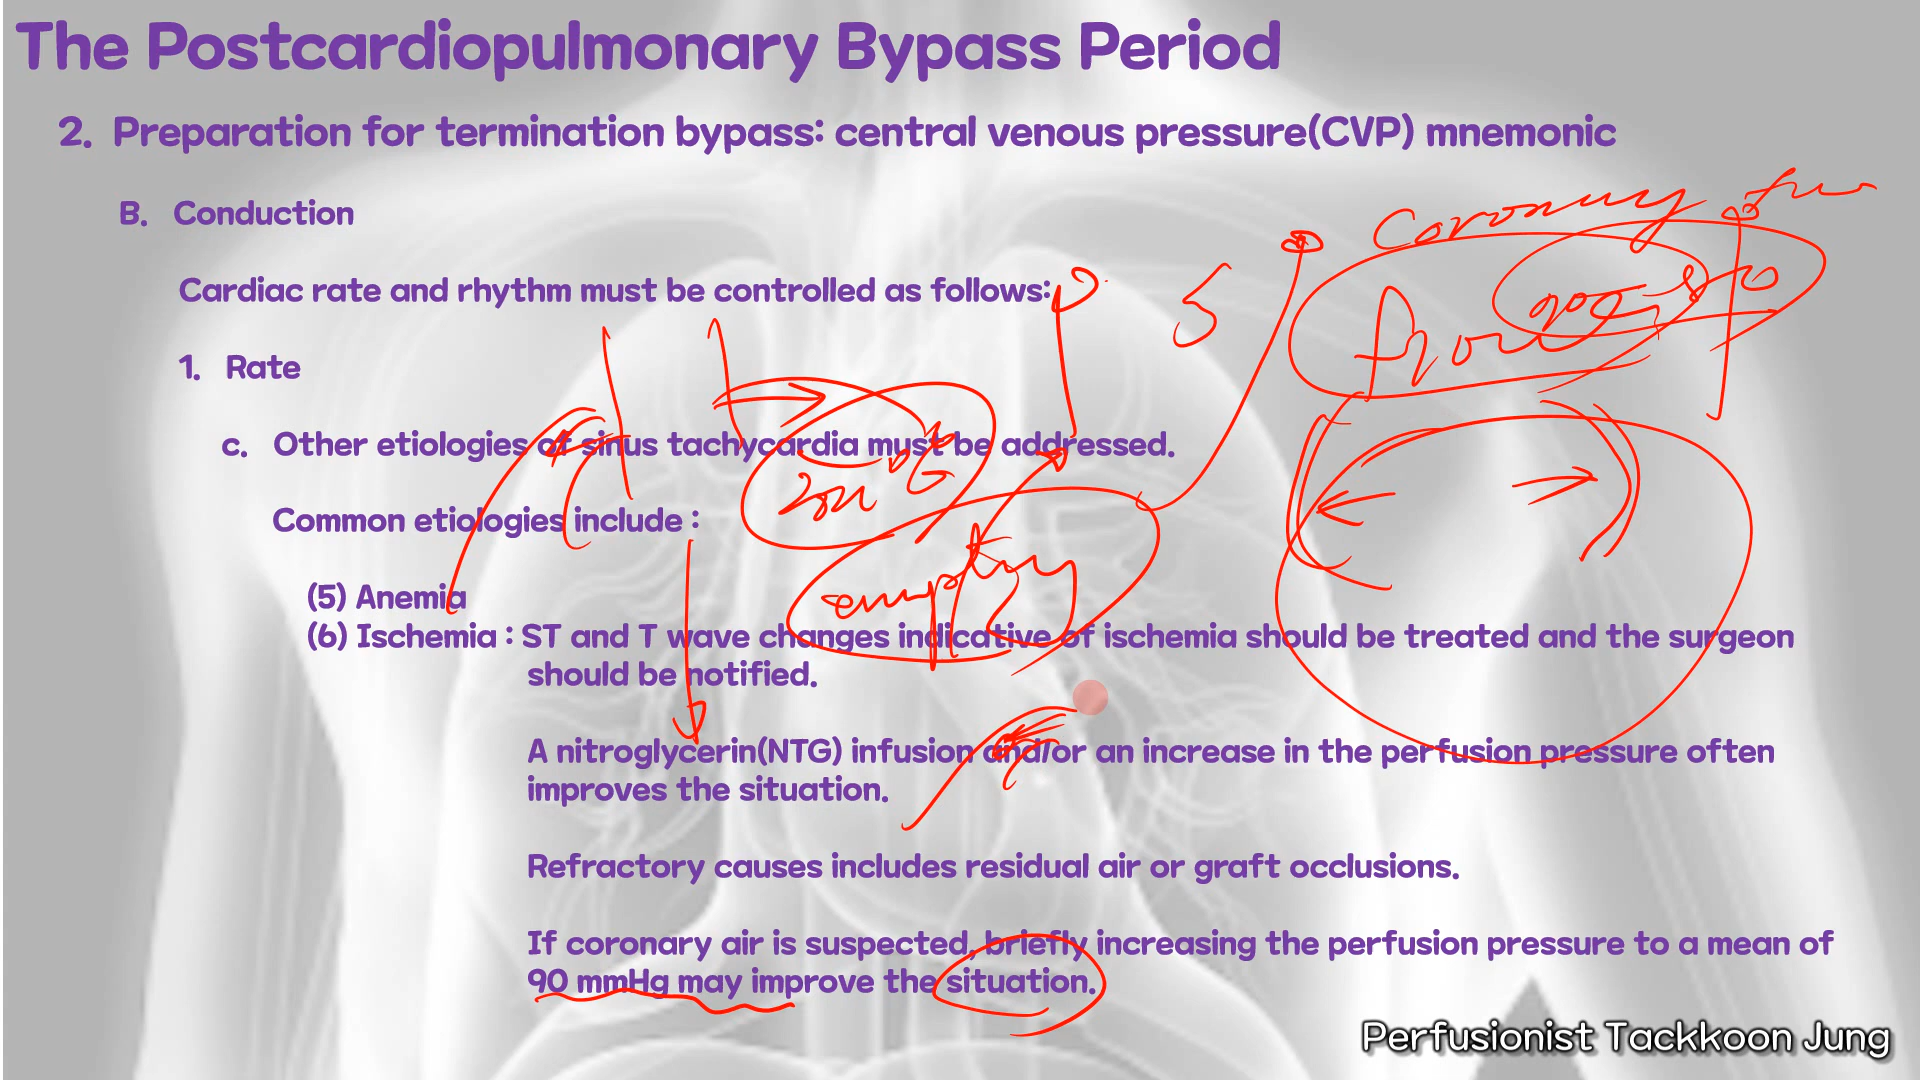 The Postcardiopulmonary Bypass Period
2. Preparation for termination bypass: central venous pressure(CVP) mnemonic
B. Conduction
Cardiac rate and rhythm must be controlled as follows:
1. Rate
c. Other etiologies of sinus tachycardia must be addressed.
Common etiologies include :
(5) Anemia
(6) Ischemia : ST and T wave changes indicative of ischemia should be treated and the surgeon
should be notified.
A nitroglycerin(NTG) infusion and/or an increase in the perfusion pressure often
improves the situation.
Refractory causes includes residual air or graft occlusions.
If coronary air is suspected, briefly increasing the perfusion pressure to a mean of
90 mmHg may improve the situation.
Coronary
empty
Perfusionist Tackkoon Jung